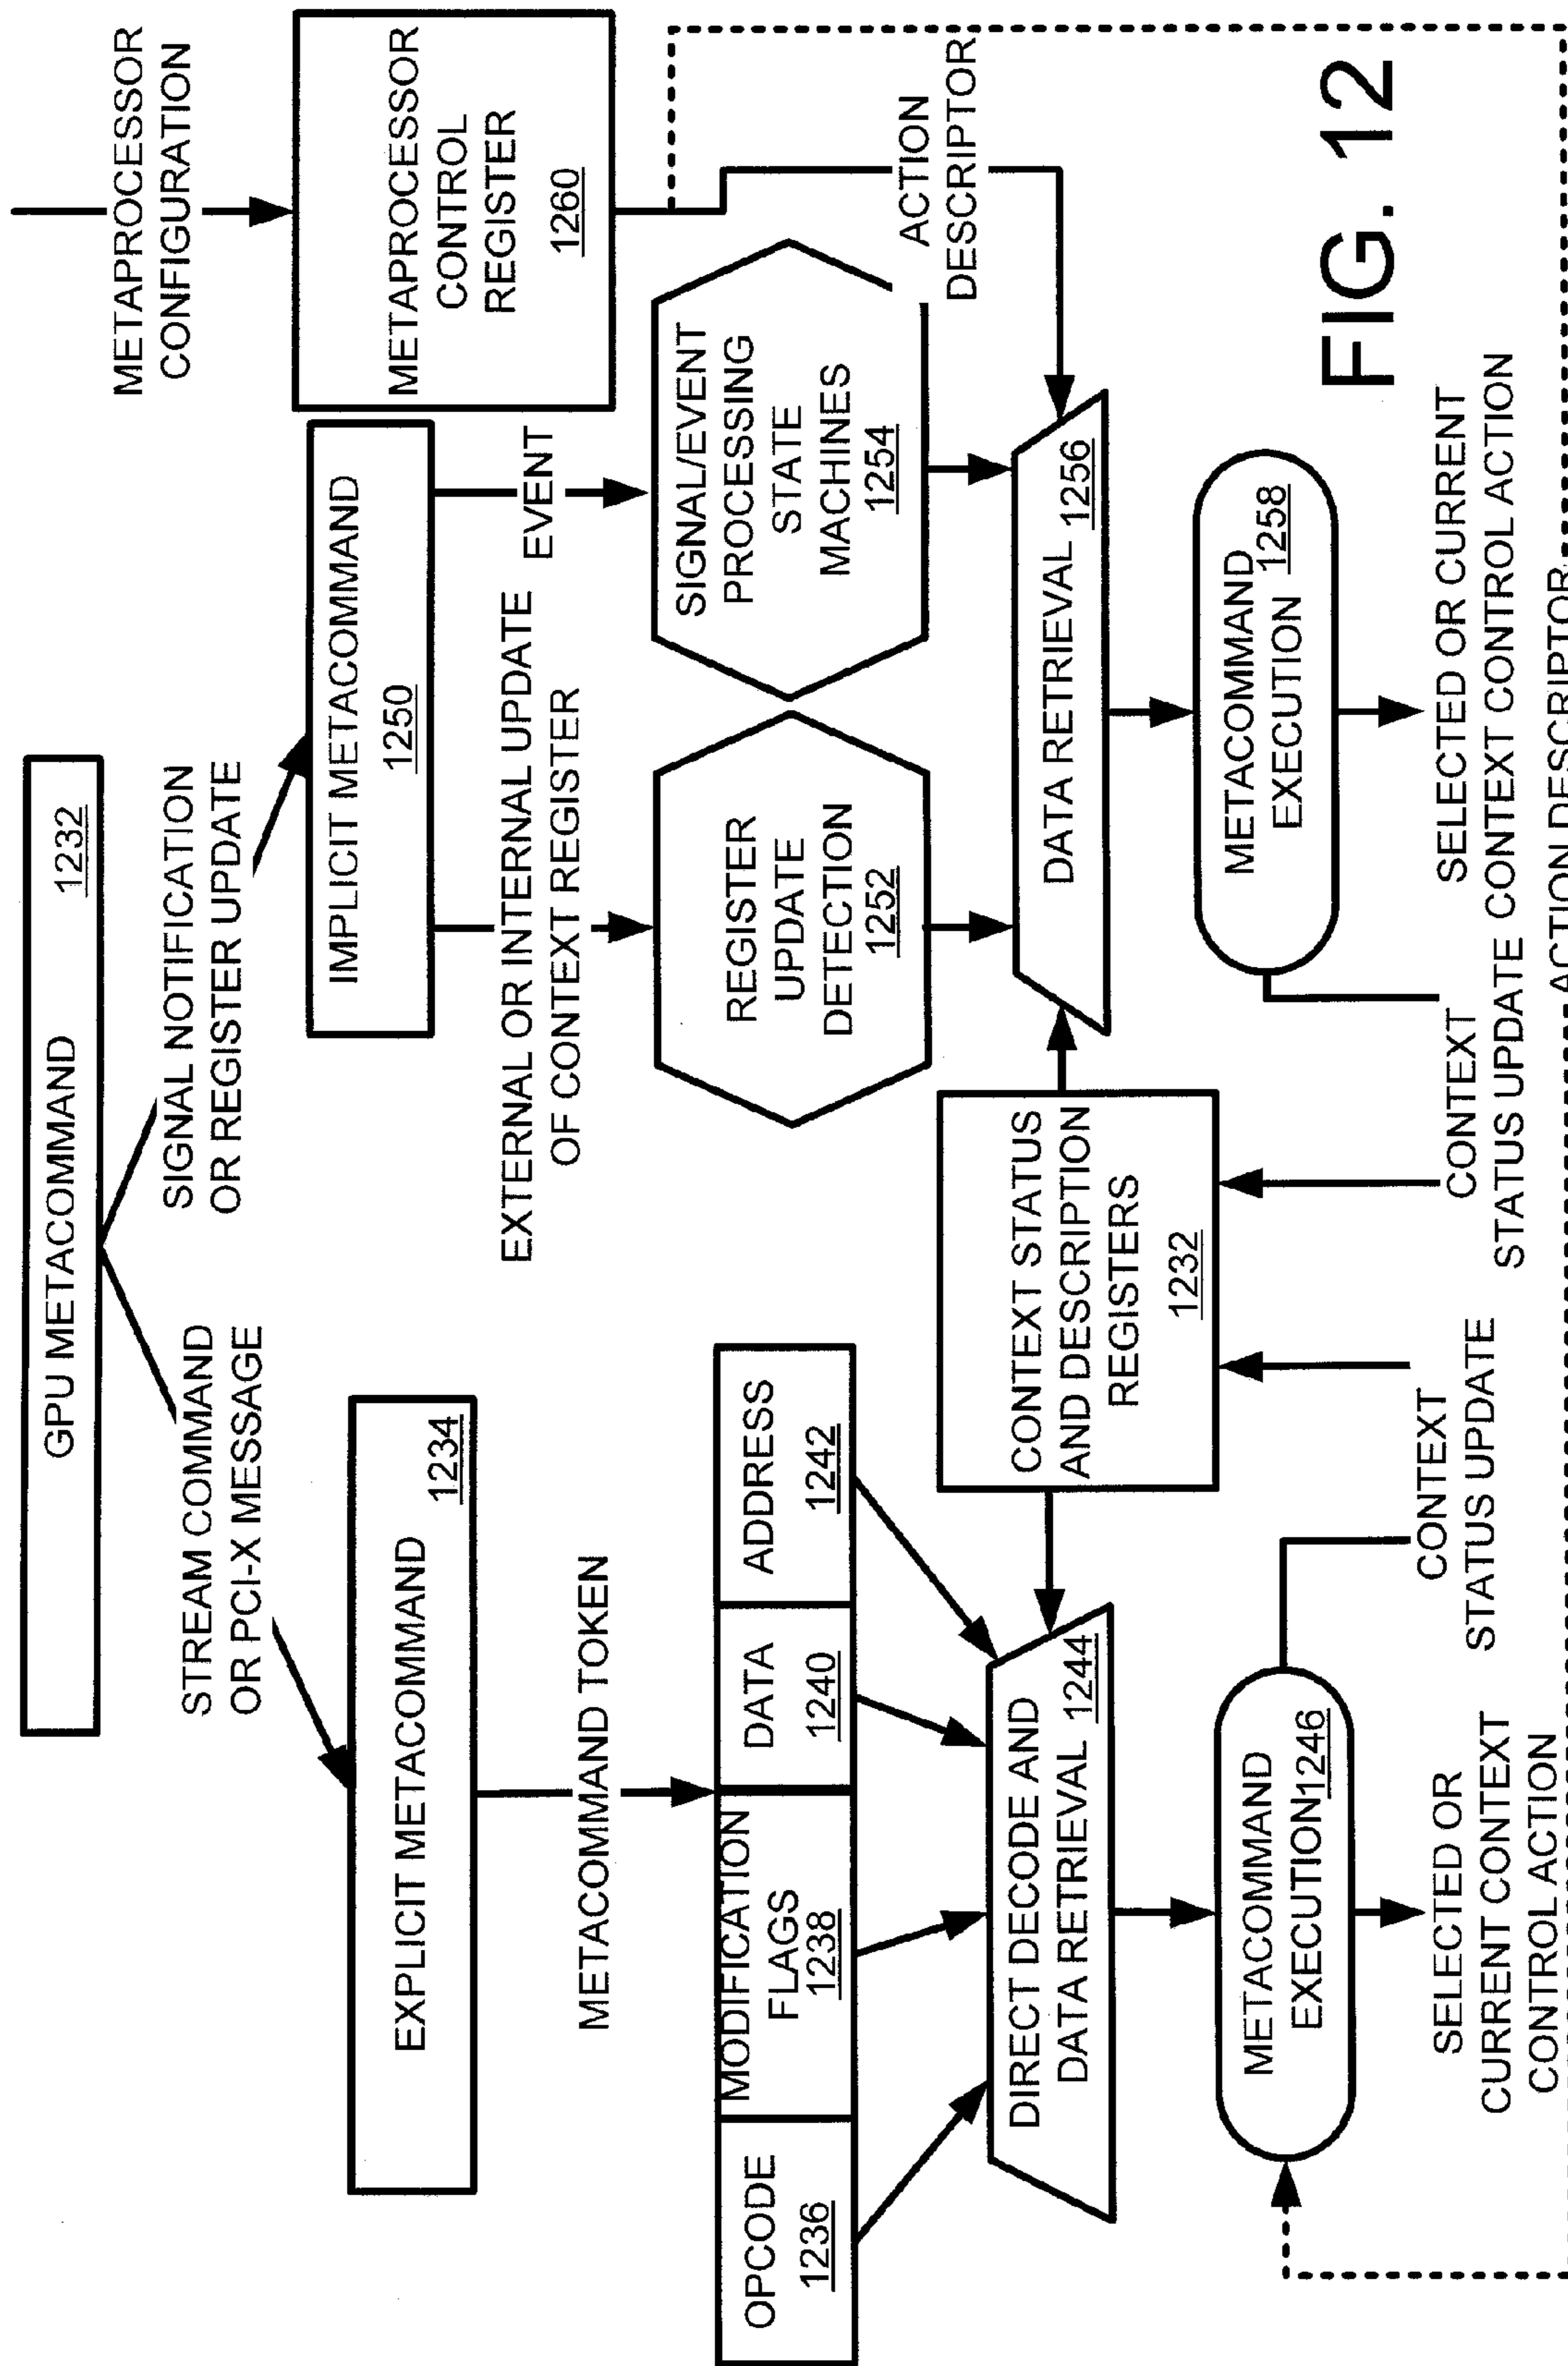 GPU METACOMMAND
1232
STREAM COMMAND
OR PCI-X MESSAGE
SIGNAL NOTIFICATION
OR REGISTER UPDATE
METAPROCESSOR
CONFIGURATION
EXPLICIT METACOMMAND
1234
IMPLICIT METACOMMAND
1250
METAPROCESSOR
CONTROL
REGISTER
1260
METACOMMAND TOKEN
EXTERNAL OR INTERNAL UPDATE
OF CONTEXT REGISTER
EVENT
OPCODE
1236
MODIFICATION
FLAGS
1238
DATA
1240
ADDRESS
1242
REGISTER
UPDATE
DETECTION
1252
SIGNAL/EVENT
PROCESSING
STATE
MACHINES
1254
ACTION
DESCRIPTOR
DIRECT DECODE AND
DATA RETRIEVAL 1244
CONTEXT STATUS
AND DESCRIPTION
REGISTERS
1232
DATA RETRIEVAL 1256
METACOMMAND
EXECUTION 1246
METACOMMAND
EXECUTION 1258
SELECTED OR
CURRENT CONTEXT
CONTROL ACTION
CONTEXT
STATUS UPDATE
CONTEXT
STATUS UPDATE
SELECTED OR CURRENT
CONTEXT CONTROL ACTION
ACTION DESCRIPTOR
FIG. 12